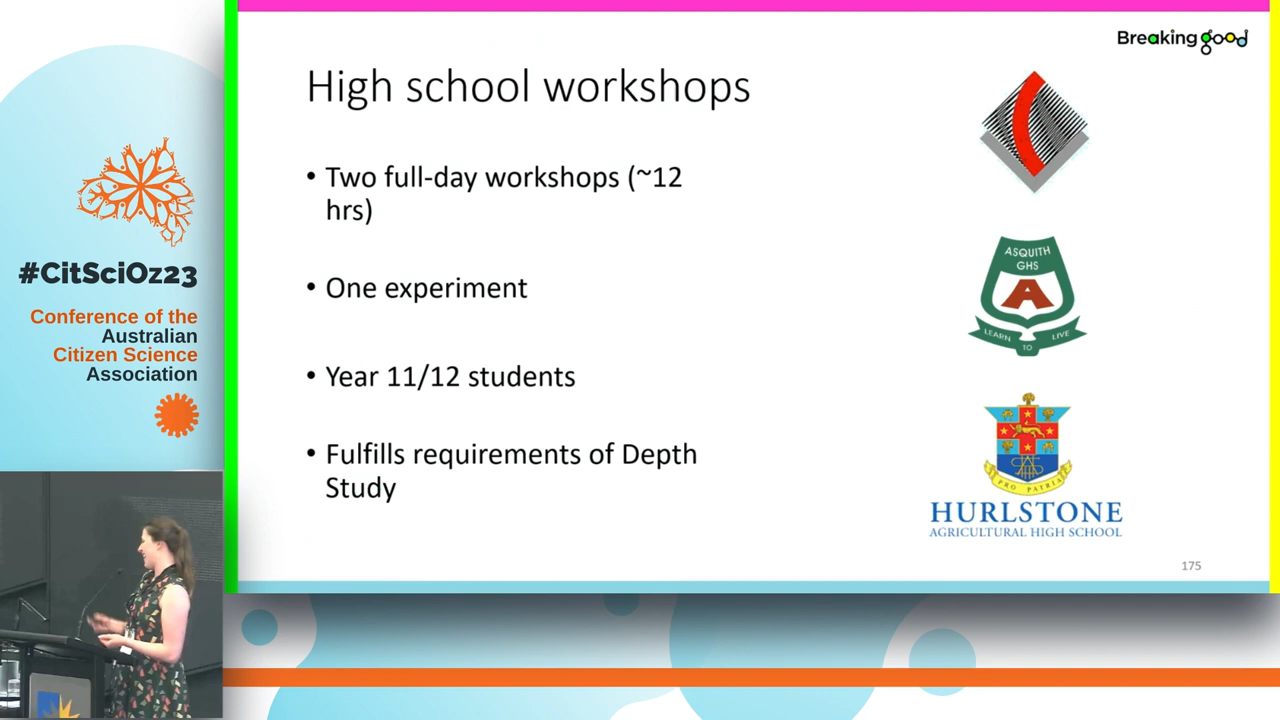 Breaking good
High school workshops
• Two full-day workshops (~12
hrs)
• One experiment
• Year 11/12 students
• Fulfills requirements of Depth
Study
ASQUITH
GHS
A
LEARN TO LIVE
PRO PATRIA
HURLSTONE
AGRICULTURAL HIGH SCHOOL
175
#CitSciOz23
Conference of the
Australian
Citizen Science
Association